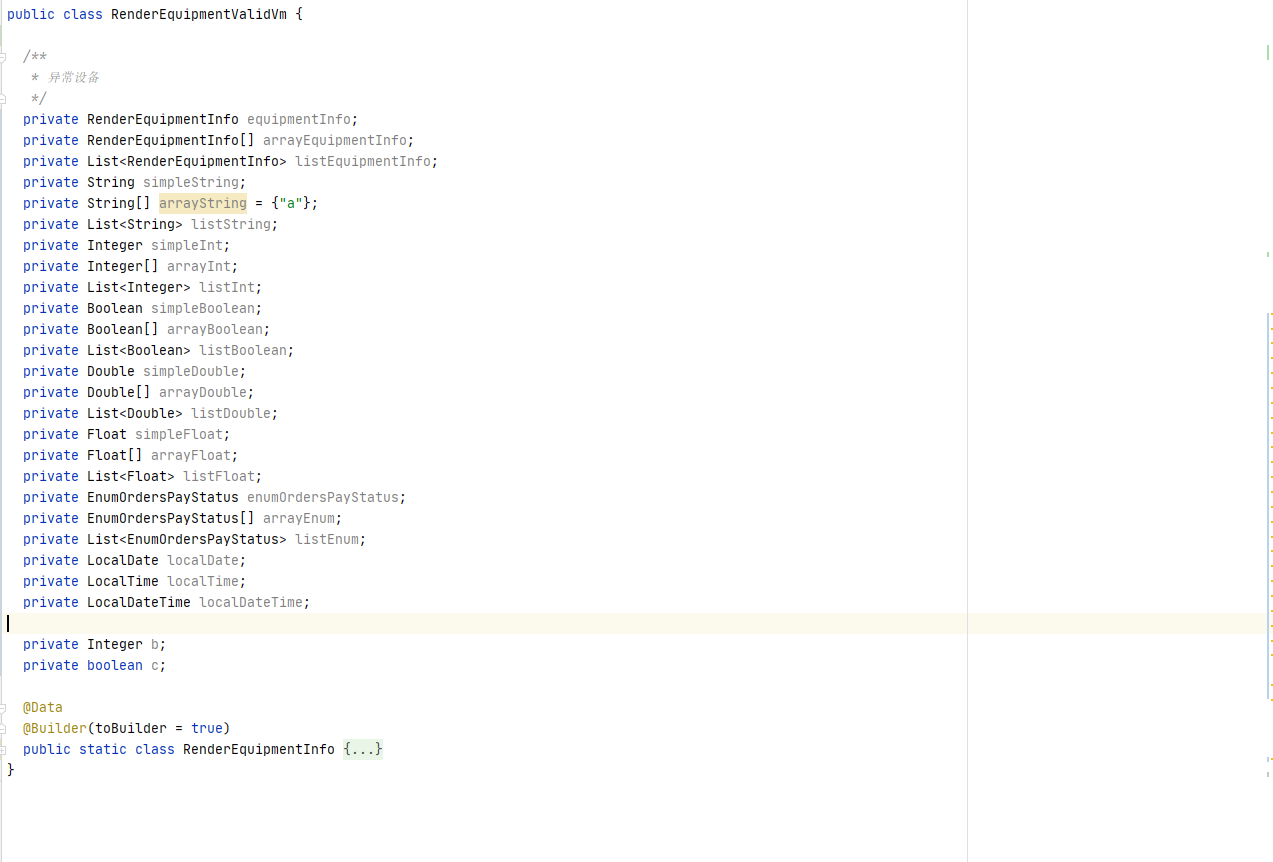 public class RenderEquipmentValidVm {
/**
* 异常设备
*/
private RenderEquipmentInfo equipmentInfo;
private RenderEquipmentInfo[] arrayEquipmentInfo;
private List<RenderEquipmentInfo> listEquipmentInfo;
private String simpleString;
private String[] arrayString = {"a"};
private List<String> listString;
private Integer simpleInt;
private Integer[] arrayInt;
private List<Integer> listInt;
private Boolean simpleBoolean;
private Boolean[] arrayBoolean;
private List<Boolean> listBoolean;
private Double simpleDouble;
private Double[] arrayDouble;
private List<Double> listDouble;
private Float simpleFloat;
private Float[] arrayFloat;
private List<Float> listFloat;
private EnumOrdersPayStatus enumOrdersPayStatus;
private EnumOrdersPayStatus[] arrayEnum;
private List<EnumOrdersPayStatus> listEnum;
private LocalDate localDate;
private LocalTime localTime;
private LocalDateTime localDateTime;
private Integer b;
private boolean c;
@Data
@Builder(toBuilder = true)
public static class RenderEquipmentInfo {...}
}